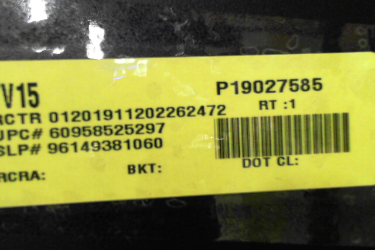 V15 P19027585
RCTR 01201911202262472 RT :1
UPC# 60958525297
SLP# 96149381060
RCRA: BKT: DOT CL: